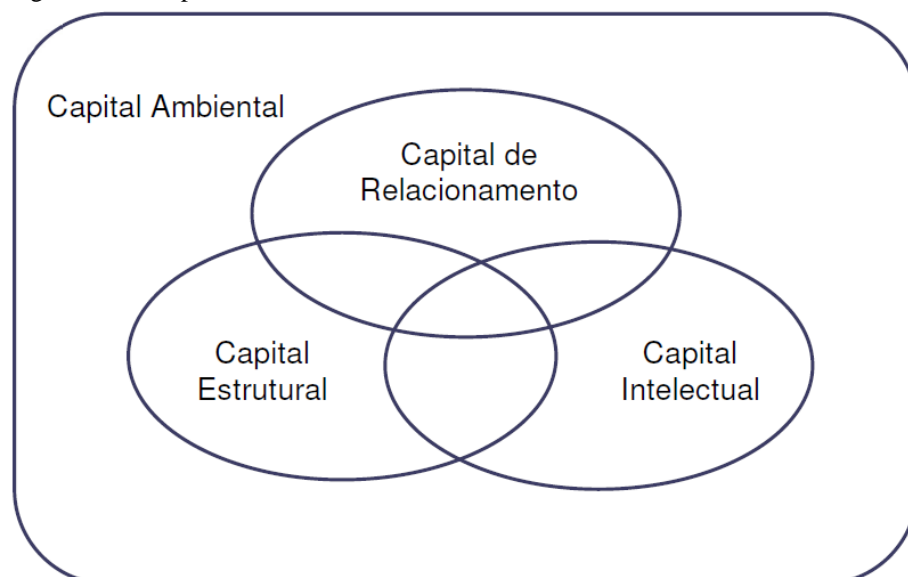 Capital Ambiental
Capital de
Relacionamento
Capital
Estrutural
Capital
Intelectual